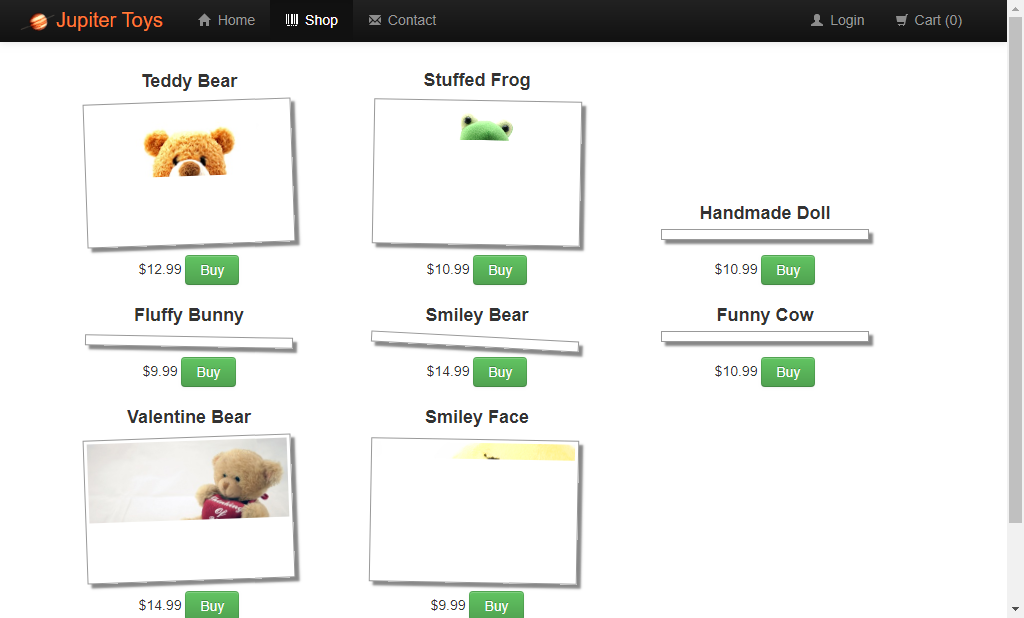 Jupiter Toys Home Shop Contact Login Cart (0)
Teddy Bear
Stuffed Frog
Handmade Doll
$12.99 Buy
$10.99 Buy
$10.99 Buy
Fluffy Bunny
Smiley Bear
Funny Cow
$9.99 Buy
$14.99 Buy
$10.99 Buy
Valentine Bear
Smiley Face
$14.99 Buy
$9.99 Buy